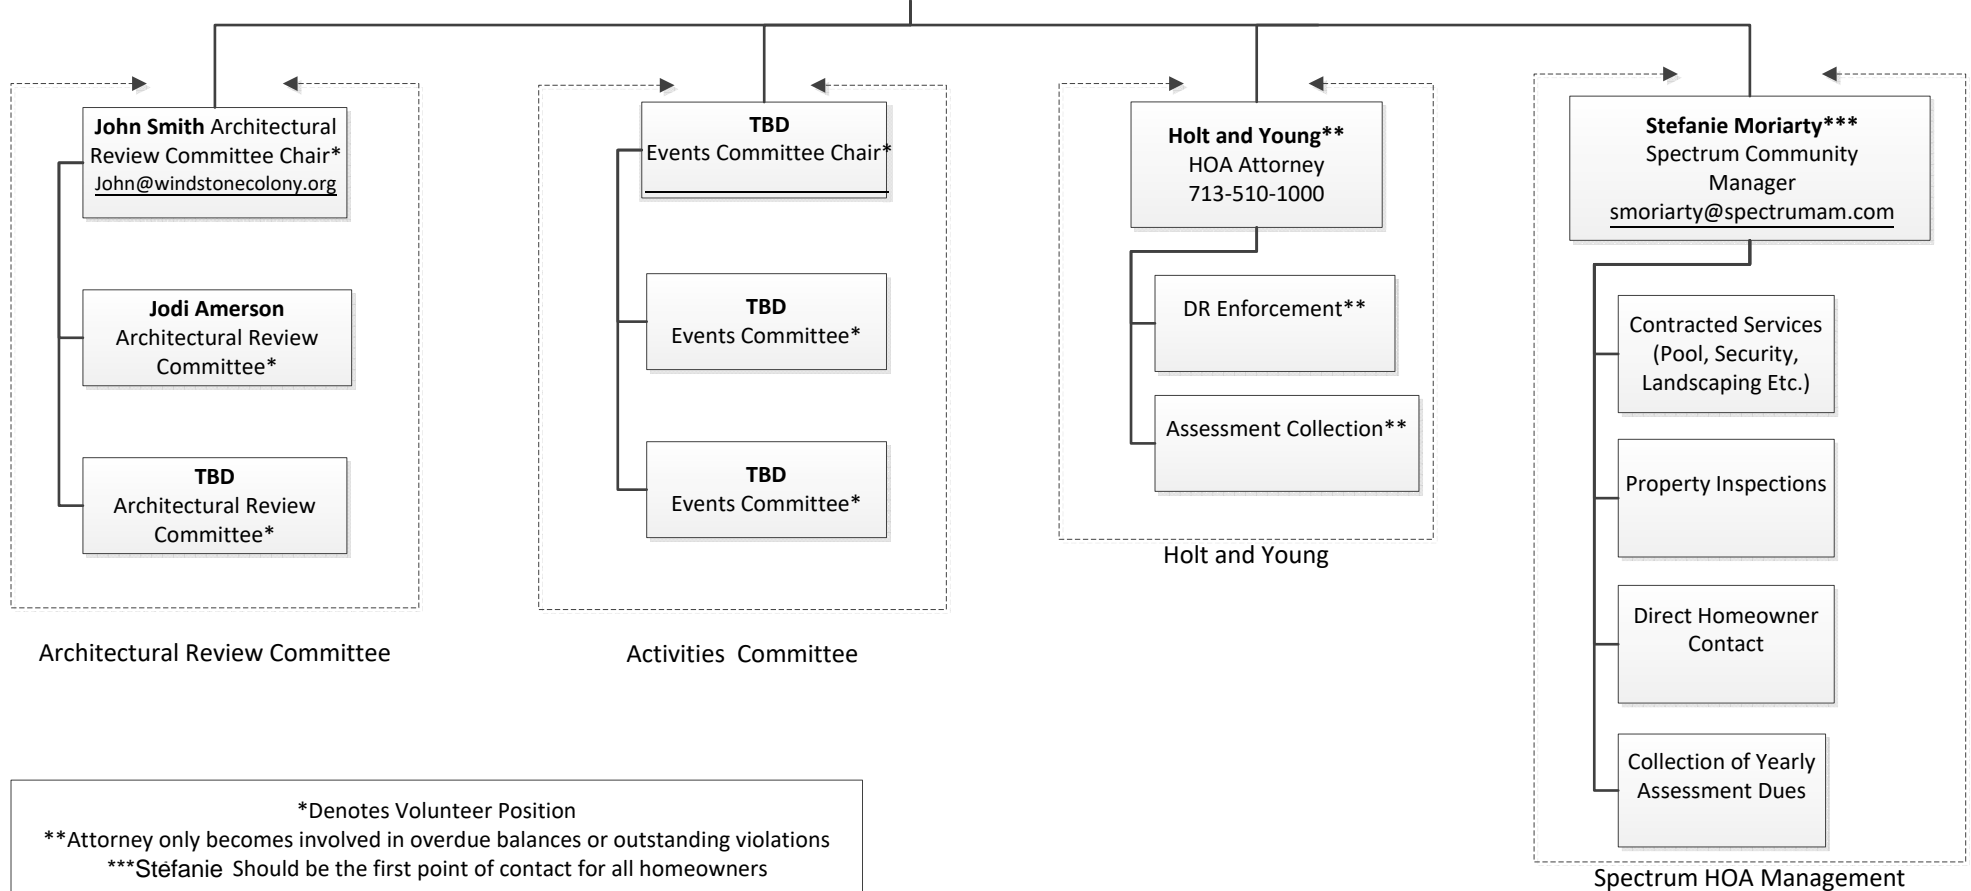 John Smith Architectural
Review Committee Chair*
John@windstonecolony.org
Jodi Amerson
Architectural Review
Committee*
TBD
Architectural Review
Committee*
Architectural Review Committee
TBD
Events Committee Chair*
TBD
Events Committee*
TBD
Events Committee*
Activities Committee
Holt and Young**
HOA Attorney
713-510-1000
DR Enforcement**
Assessment Collection**
Holt and Young
Stefanie Moriarty***
Spectrum Community
Manager
smoriarty@spectrumam.com
Contracted Services
(Pool, Security,
Landscaping Etc.)
Property Inspections
Direct Homeowner
Contact
Collection of Yearly
Assessment Dues
Spectrum HOA Management
*Denotes Volunteer Position
**Attorney only becomes involved in overdue balances or outstanding violations
***Stefanie Should be the first point of contact for all homeowners